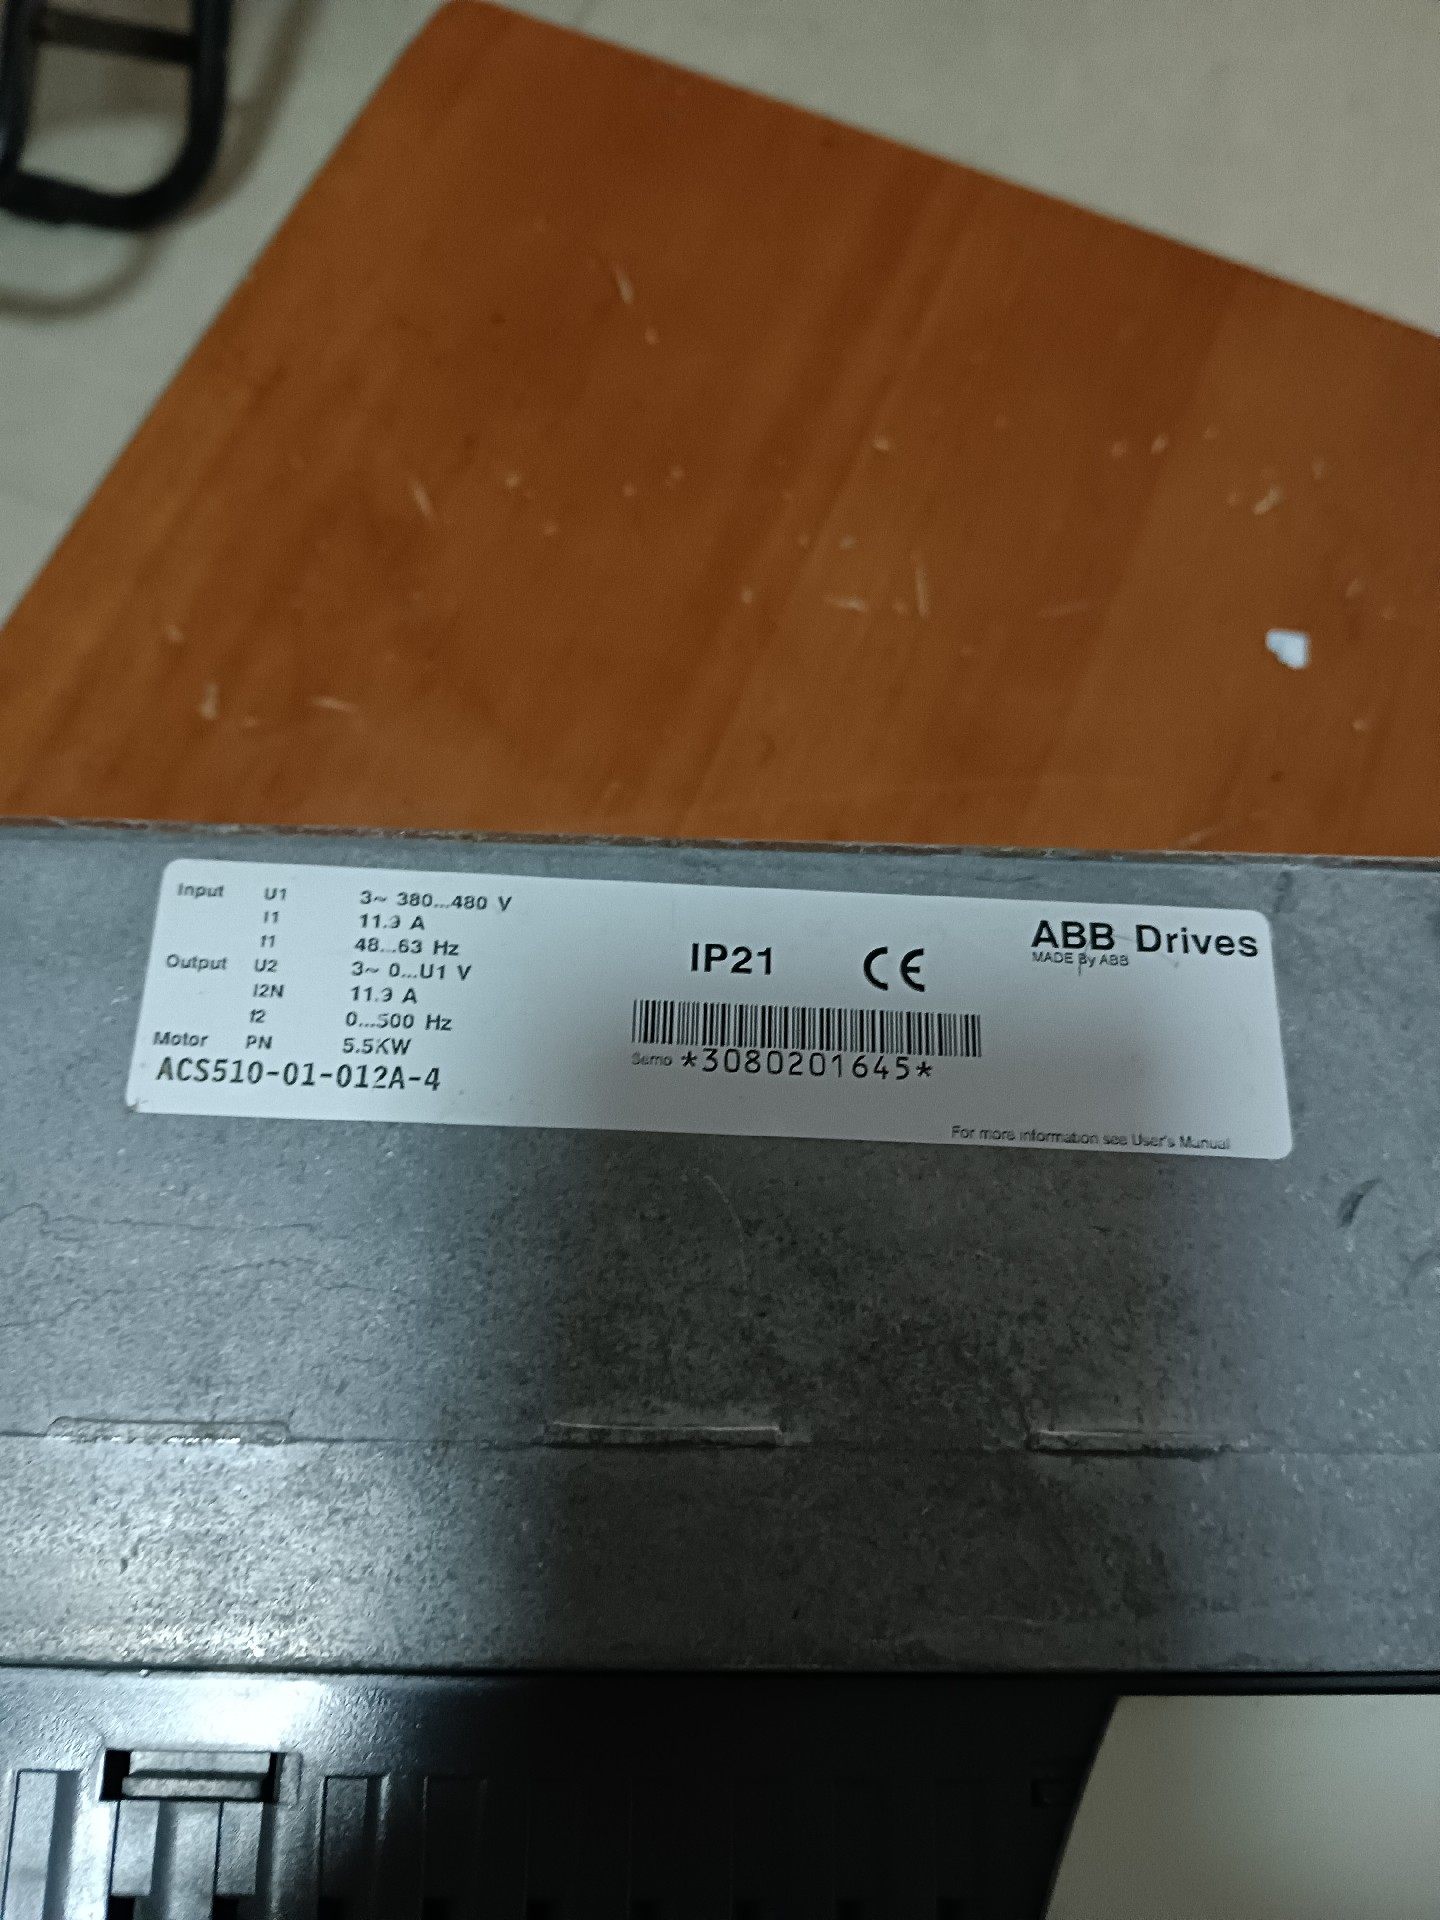 Input U1 3~ 380...480 V
I1 11.9 A
f1 48...63 Hz
Output U2 3~ 0...U1 V
I2N 11.9 A
f2 0...500 Hz
Motor PN 5.5KW
ACS510-01-012A-4
IP21 CE
*3080201645*
ABB Drives
MADE By ABB
For more information see User's Manual